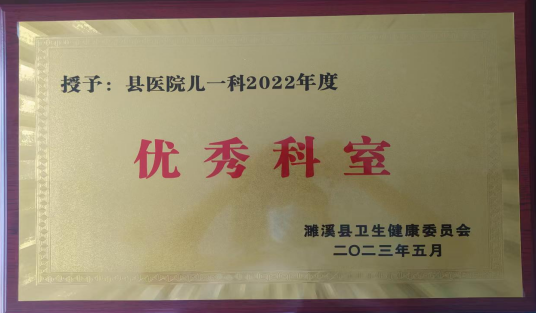 授予：县医院儿一科2022年度
优秀科室
濉溪县卫生健康委员会
二〇二三年五月